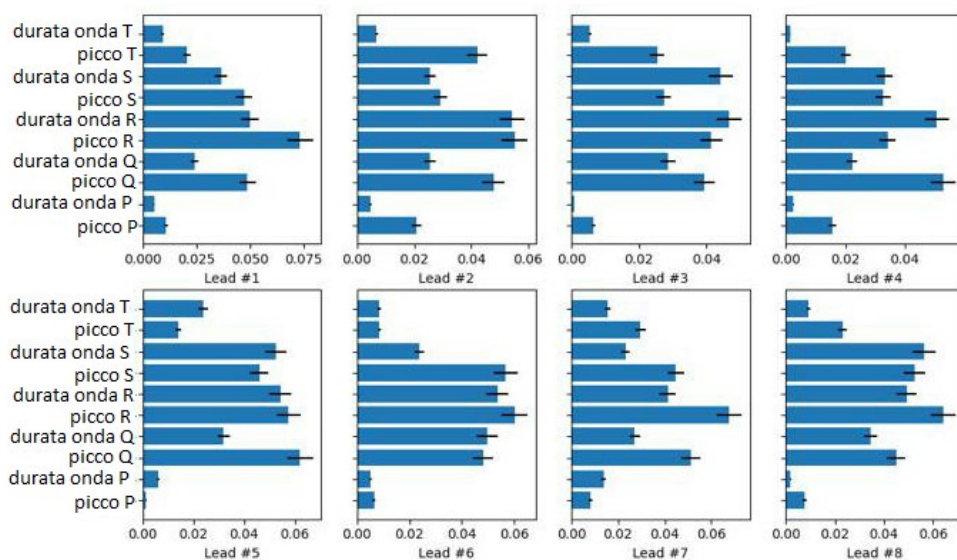 durata onda T
picco T
durata onda S
picco S
durata onda R
picco R
durata onda Q
picco Q
durata onda P
picco P
0.000 0.025 0.050 0.075
0.00 0.02 0.04 0.06
0.00 0.02 0.04
0.00 0.02 0.04
Lead #1
Lead #2
Lead #3
Lead #4
durata onda T
picco T
durata onda S
picco S
durata onda R
picco R
durata onda Q
picco Q
durata onda P
picco P
0.00 0.02 0.04 0.06
0.00 0.02 0.04 0.06
0.00 0.02 0.04 0.06
0.00 0.02 0.04 0.06
Lead #5
Lead #6
Lead #7
Lead #8